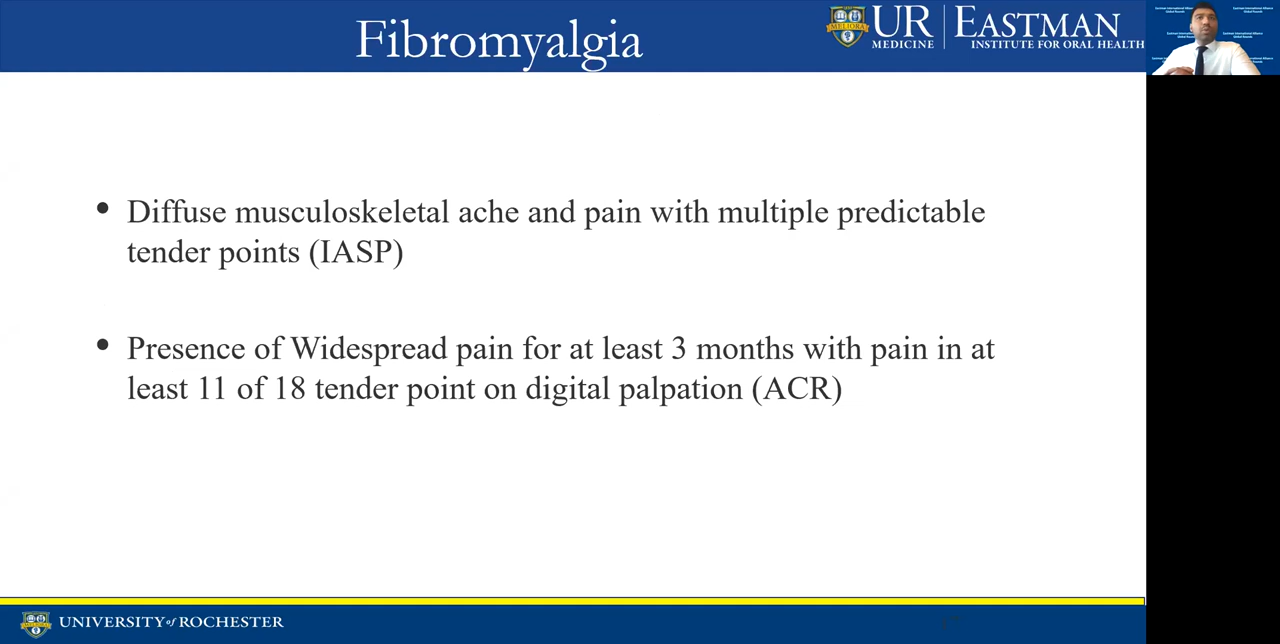 Fibromyalgia
MELIORA
UR
MEDICINE
EASTMAN
INSTITUTE FOR ORAL HEALTH
• Diffuse musculoskeletal ache and pain with multiple predictable
tender points (IASP)
• Presence of Widespread pain for at least 3 months with pain in at
least 11 of 18 tender point on digital palpation (ACR)
UNIVERSITY of ROCHESTER